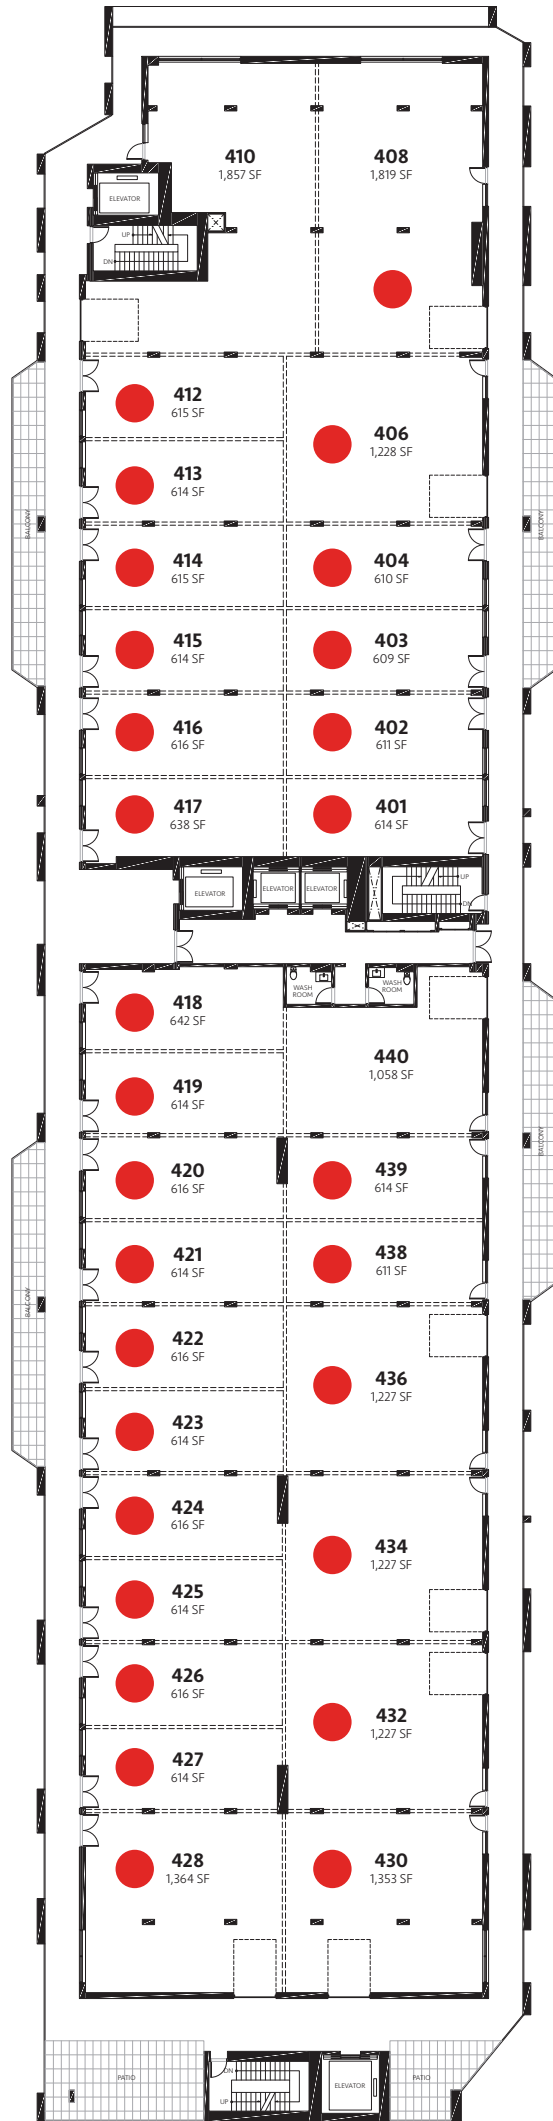 410
1,857 SF
408
1,819 SF
ELEVATOR
UP
DN
412
615 SF
406
1,228 SF
413
614 SF
BALCONY
BALCONY
414
615 SF
404
610 SF
415
614 SF
403
609 SF
416
616 SF
402
611 SF
417
638 SF
401
614 SF
ELEVATOR
ELEVATOR
ELEVATOR
UP
DN
WASH
ROOM
WASH
ROOM
418
642 SF
440
1,058 SF
419
614 SF
BALCONY
420
616 SF
439
614 SF
421
614 SF
438
611 SF
BALCONY
422
616 SF
436
1,227 SF
423
614 SF
424
616 SF
434
1,227 SF
425
614 SF
426
616 SF
432
1,227 SF
427
614 SF
428
1,364 SF
430
1,353 SF
PATIO
DN
UP
ELEVATOR
PATIO